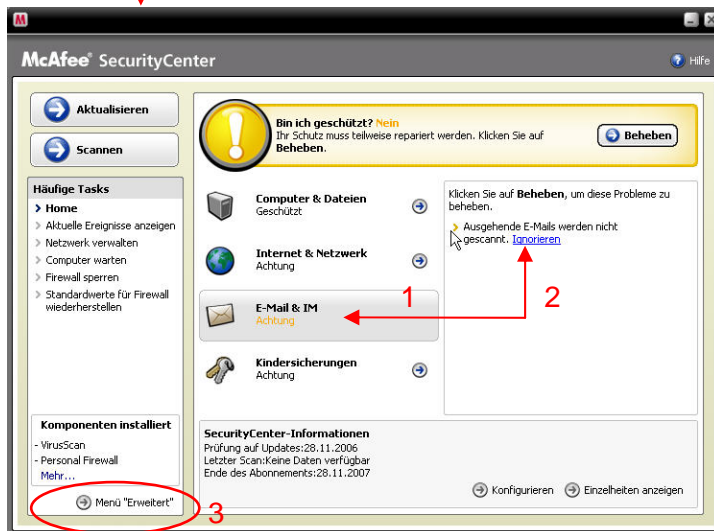 McAfee® SecurityCenter
Hilfe
Aktualisieren
Scannen
Häufige Tasks
Home
Aktuelle Ereignisse anzeigen
Netzwerk verwalten
Computer warten
Firewall sperren
Standardwerte für Firewall
wiederherstellen
Komponenten installiert
- VirusScan
- Personal Firewall
Mehr...
Menü "Erweitert"
3
Bin ich geschützt? Nein
Ihr Schutz muss teilweise repariert werden. Klicken Sie auf
Beheben.
Beheben
Computer & Dateien
Geschützt
Internet & Netzwerk
Achtung
E-Mail & IM
Achtung
1
Kindersicherungen
Achtung
Klicken Sie auf Beheben, um diese Probleme zu
beheben.
Ausgehende E-Mails werden nicht
gescannt. Ignorieren
2
SecurityCenter-Informationen
Prüfung auf Updates:28.11.2006
Letzter Scan:Keine Daten verfügbar
Ende des Abonnements:28.11.2007
Konfigurieren
Einzelheiten anzeigen